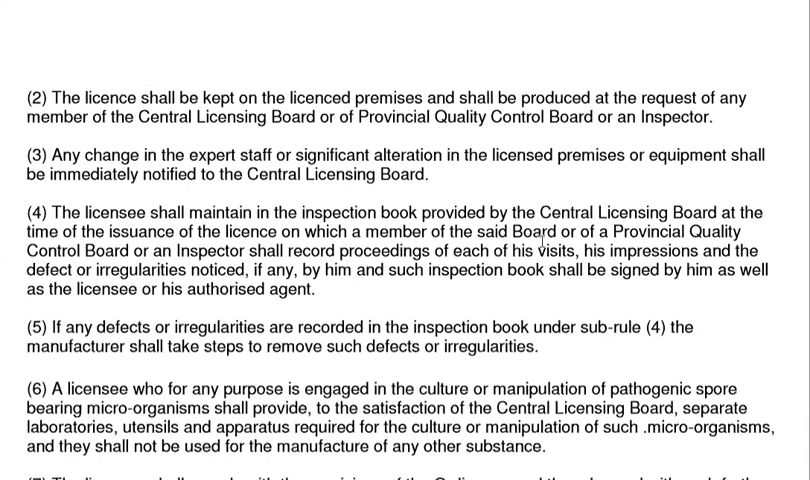 (2) The licence shall be kept on the licenced premises and shall be produced at the request of any
member of the Central Licensing Board or of Provincial Quality Control Board or an Inspector.
(3) Any change in the expert staff or significant alteration in the licensed premises or equipment shall
be immediately notified to the Central Licensing Board.
(4) The licensee shall maintain in the inspection book provided by the Central Licensing Board at the
time of the issuance of the licence on which a member of the said Board or of a Provincial Quality
Control Board or an Inspector shall record proceedings of each of his visits, his impressions and the
defect or irregularities noticed, if any, by him and such inspection book shall be signed by him as well
as the licensee or his authorised agent.
(5) If any defects or irregularities are recorded in the inspection book under sub-rule (4) the
manufacturer shall take steps to remove such defects or irregularities.
(6) A licensee who for any purpose is engaged in the culture or manipulation of pathogenic spore
bearing micro-organisms shall provide, to the satisfaction of the Central Licensing Board, separate
laboratories, utensils and apparatus required for the culture or manipulation of such .micro-organisms,
and they shall not be used for the manufacture of any other substance.